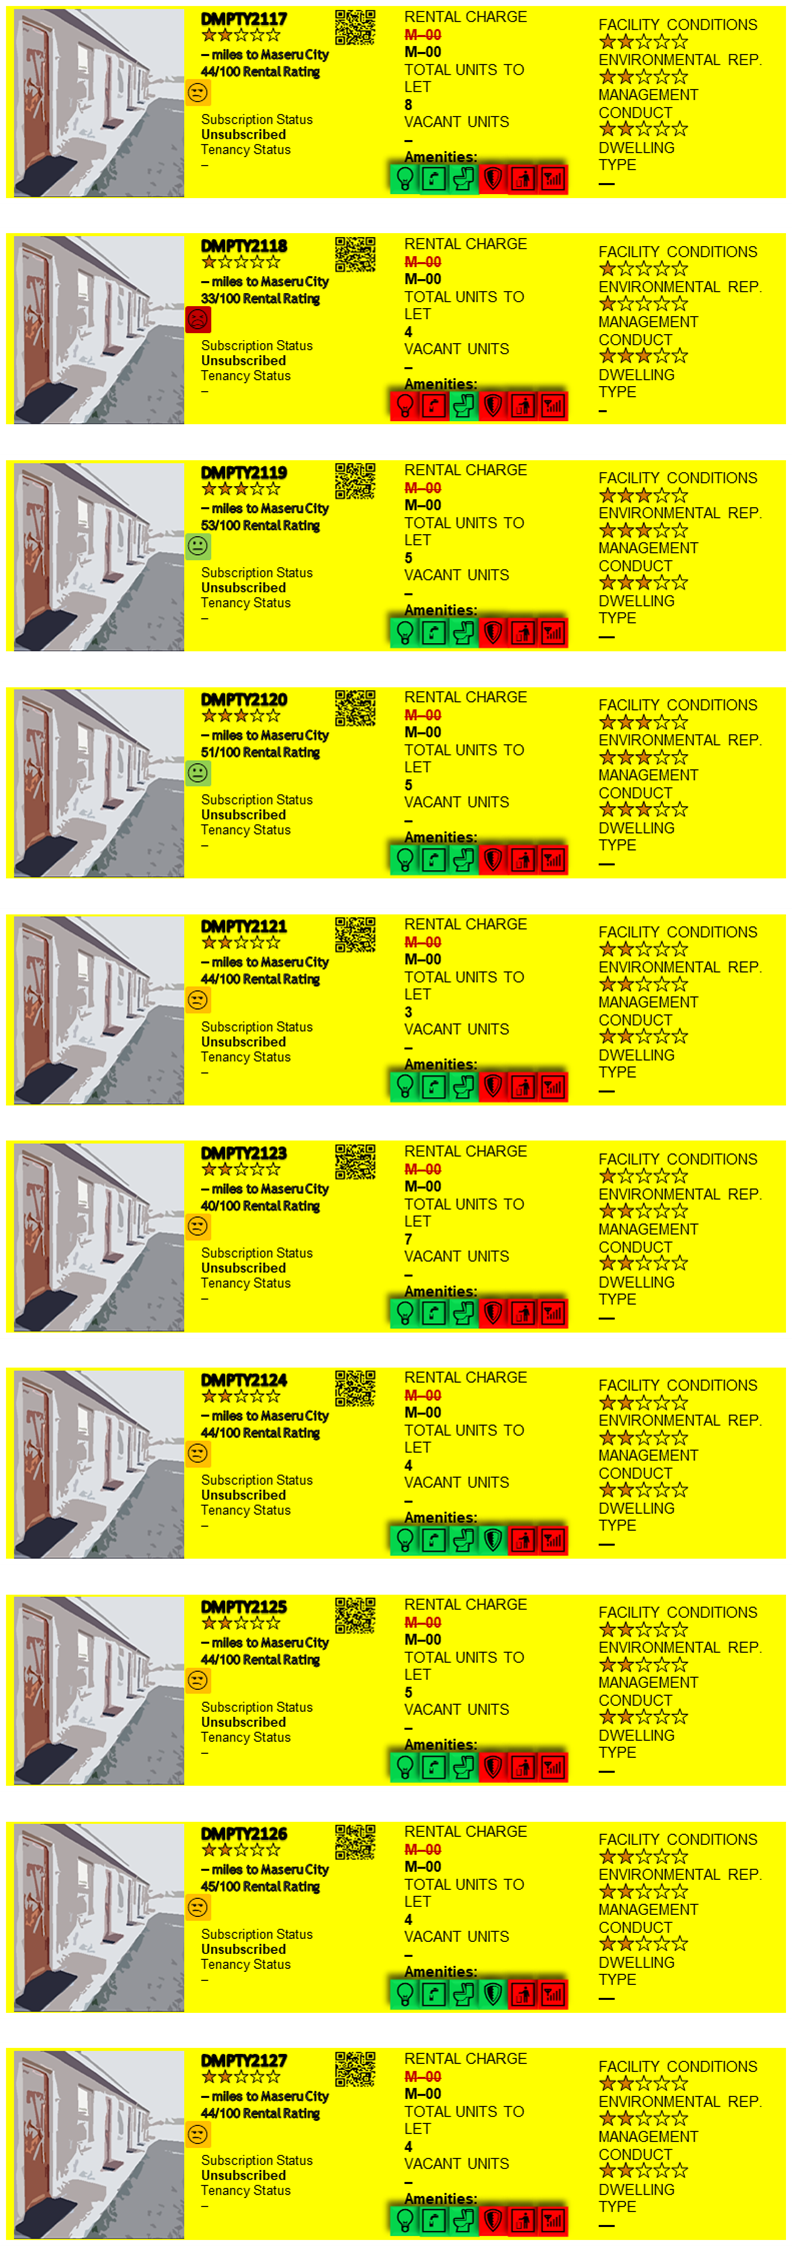 DMPTY2117
– miles to Maseru City
44/100 Rental Rating
Subscription Status
Unsubscribed
Tenancy Status
–
RENTAL CHARGE
M–00
M–00
TOTAL UNITS TO
LET
8
VACANT UNITS
–
Amenities:
FACILITY CONDITIONS
ENVIRONMENTAL REP.
MANAGEMENT
CONDUCT
DWELLING
TYPE
—
DMPTY2118
– miles to Maseru City
33/100 Rental Rating
Subscription Status
Unsubscribed
Tenancy Status
–
RENTAL CHARGE
M–00
M–00
TOTAL UNITS TO
LET
4
VACANT UNITS
–
Amenities:
FACILITY CONDITIONS
ENVIRONMENTAL REP.
MANAGEMENT
CONDUCT
DWELLING
TYPE
–
DMPTY2119
– miles to Maseru City
53/100 Rental Rating
Subscription Status
Unsubscribed
Tenancy Status
–
RENTAL CHARGE
M–00
M–00
TOTAL UNITS TO
LET
5
VACANT UNITS
–
Amenities:
FACILITY CONDITIONS
ENVIRONMENTAL REP.
MANAGEMENT
CONDUCT
DWELLING
TYPE
—
DMPTY2120
– miles to Maseru City
51/100 Rental Rating
Subscription Status
Unsubscribed
Tenancy Status
–
RENTAL CHARGE
M–00
M–00
TOTAL UNITS TO
LET
5
VACANT UNITS
–
Amenities:
FACILITY CONDITIONS
ENVIRONMENTAL REP.
MANAGEMENT
CONDUCT
DWELLING
TYPE
—
DMPTY2121
– miles to Maseru City
44/100 Rental Rating
Subscription Status
Unsubscribed
Tenancy Status
–
RENTAL CHARGE
M–00
M–00
TOTAL UNITS TO
LET
3
VACANT UNITS
–
Amenities:
FACILITY CONDITIONS
ENVIRONMENTAL REP.
MANAGEMENT
CONDUCT
DWELLING
TYPE
—
DMPTY2123
– miles to Maseru City
40/100 Rental Rating
Subscription Status
Unsubscribed
Tenancy Status
–
RENTAL CHARGE
M–00
M–00
TOTAL UNITS TO
LET
7
VACANT UNITS
–
Amenities:
FACILITY CONDITIONS
ENVIRONMENTAL REP.
MANAGEMENT
CONDUCT
DWELLING
TYPE
—
DMPTY2124
– miles to Maseru City
44/100 Rental Rating
Subscription Status
Unsubscribed
Tenancy Status
–
RENTAL CHARGE
M–00
M–00
TOTAL UNITS TO
LET
4
VACANT UNITS
–
Amenities:
FACILITY CONDITIONS
ENVIRONMENTAL REP.
MANAGEMENT
CONDUCT
DWELLING
TYPE
—
DMPTY2125
– miles to Maseru City
44/100 Rental Rating
Subscription Status
Unsubscribed
Tenancy Status
–
RENTAL CHARGE
M–00
M–00
TOTAL UNITS TO
LET
5
VACANT UNITS
–
Amenities:
FACILITY CONDITIONS
ENVIRONMENTAL REP.
MANAGEMENT
CONDUCT
DWELLING
TYPE
—
DMPTY2126
– miles to Maseru City
45/100 Rental Rating
Subscription Status
Unsubscribed
Tenancy Status
–
RENTAL CHARGE
M–00
M–00
TOTAL UNITS TO
LET
4
VACANT UNITS
–
Amenities:
FACILITY CONDITIONS
ENVIRONMENTAL REP.
MANAGEMENT
CONDUCT
DWELLING
TYPE
—
DMPTY2127
– miles to Maseru City
44/100 Rental Rating
Subscription Status
Unsubscribed
Tenancy Status
–
RENTAL CHARGE
M–00
M–00
TOTAL UNITS TO
LET
4
VACANT UNITS
–
Amenities:
FACILITY CONDITIONS
ENVIRONMENTAL REP.
MANAGEMENT
CONDUCT
DWELLING
TYPE
—